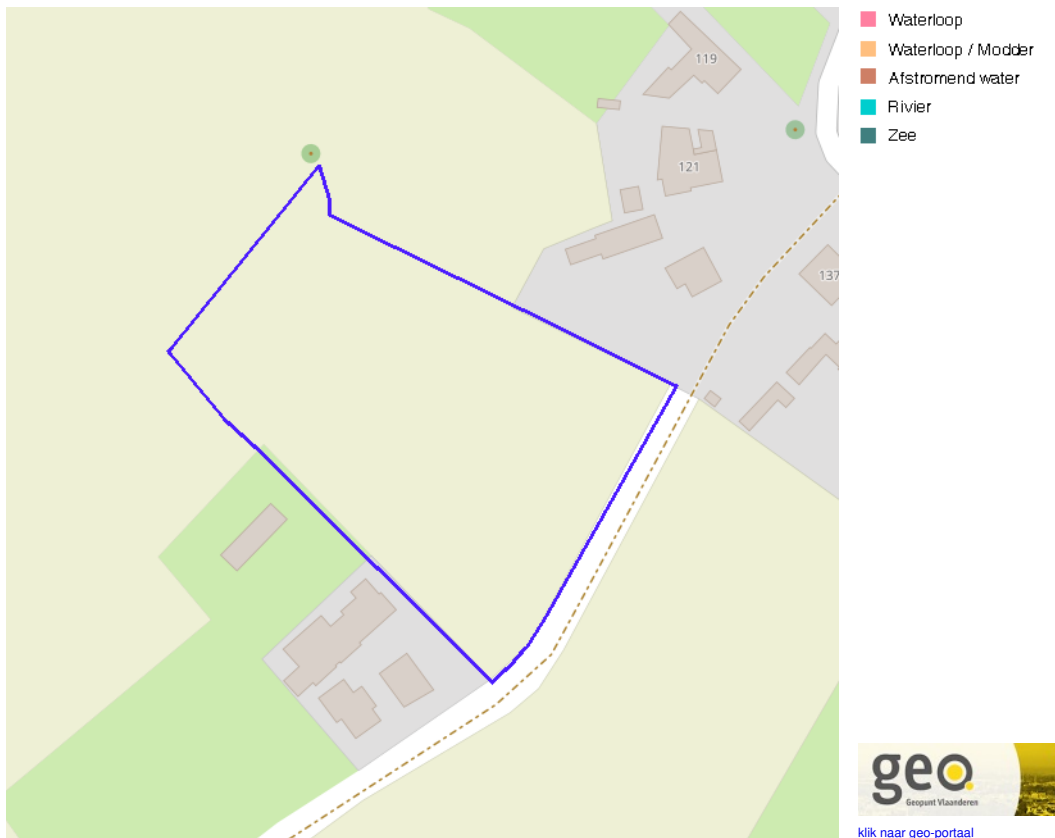 119
121
137
Waterloop
Waterloop / Modder
Afstromend water
Rivier
Zee
geo.
Geopunt Vlaanderen
klik naar geo-portaal